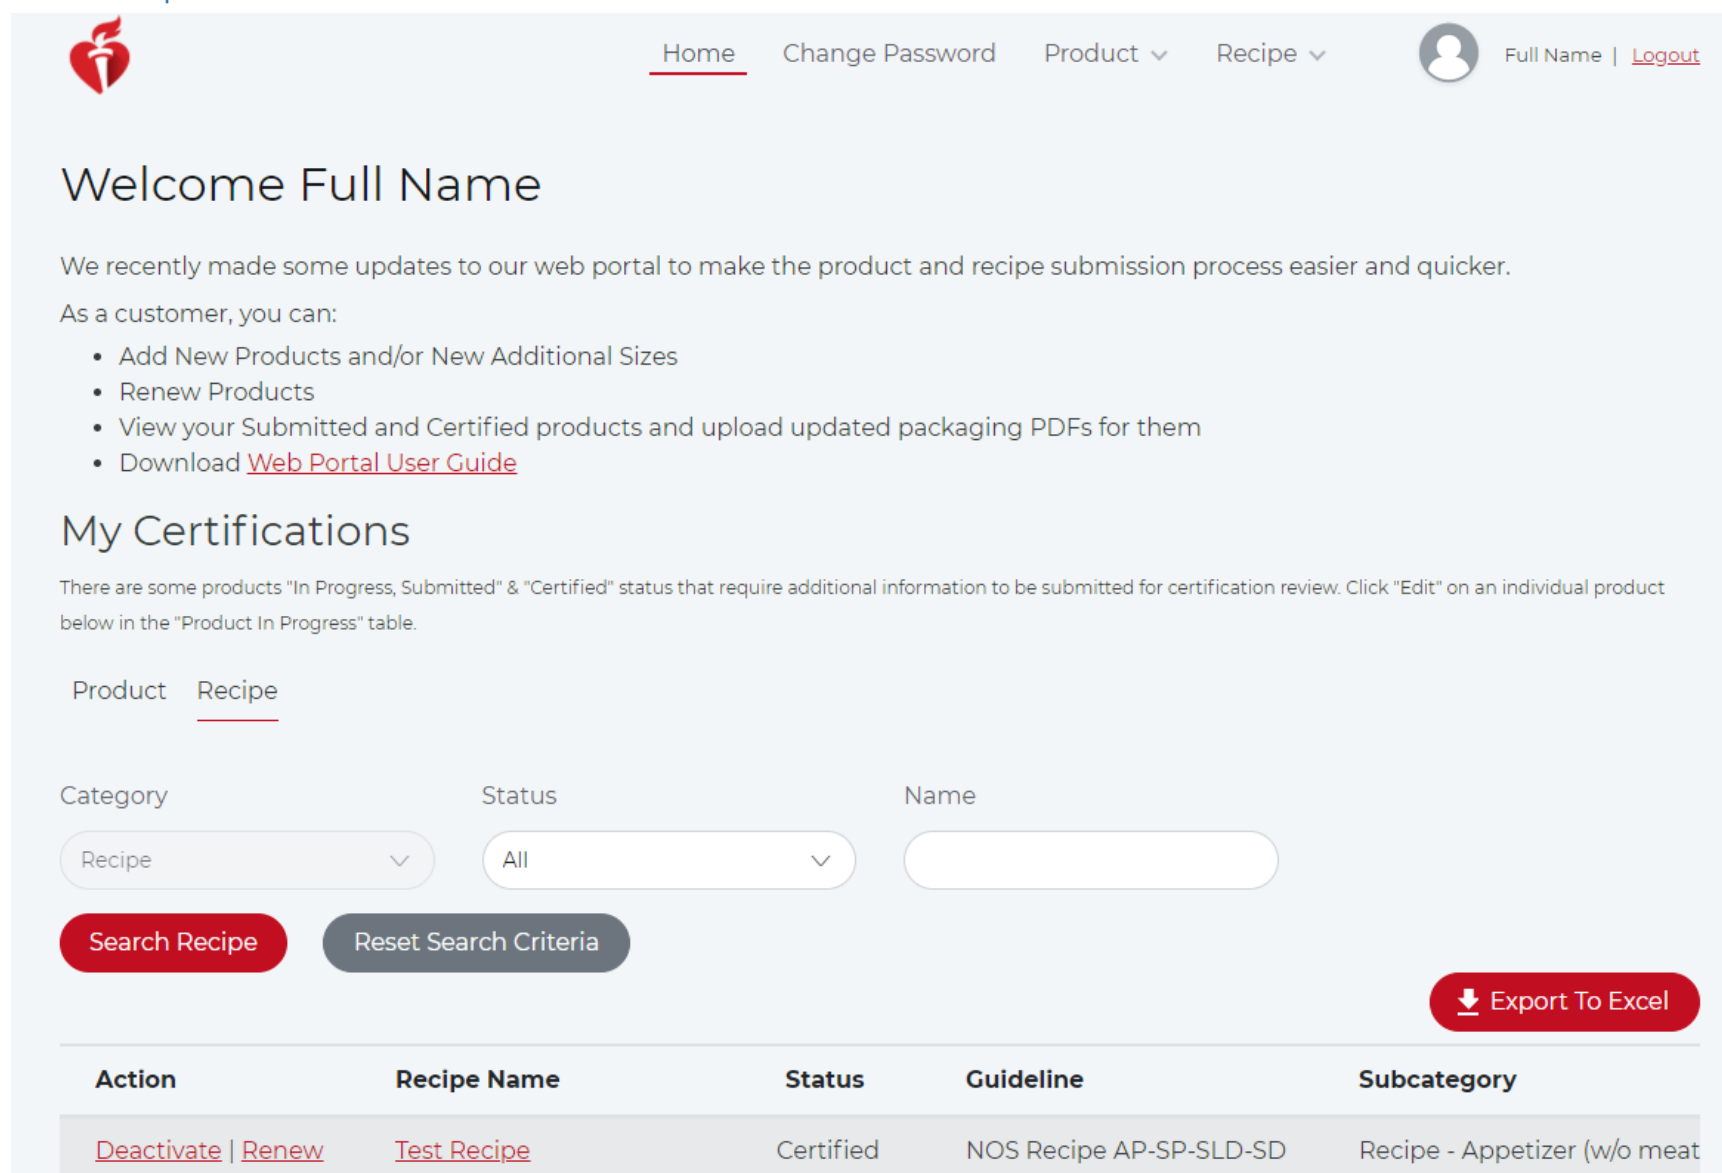 Home Change Password Product Recipe Full Name | Logout
Welcome Full Name
We recently made some updates to our web portal to make the product and recipe submission process easier and quicker.
As a customer, you can:
• Add New Products and/or New Additional Sizes
• Renew Products
• View your Submitted and Certified products and upload updated packaging PDFs for them
• Download Web Portal User Guide
My Certifications
There are some products "In Progress, Submitted" & "Certified" status that require additional information to be submitted for certification review. Click "Edit" on an individual product
below in the "Product In Progress" table.
Product Recipe
Category Status Name
Recipe All
Search Recipe Reset Search Criteria
Export To Excel
Action Recipe Name Status Guideline Subcategory
Deactivate | Renew Test Recipe Certified NOS Recipe AP-SP-SLD-SD Recipe - Appetizer (w/o meat